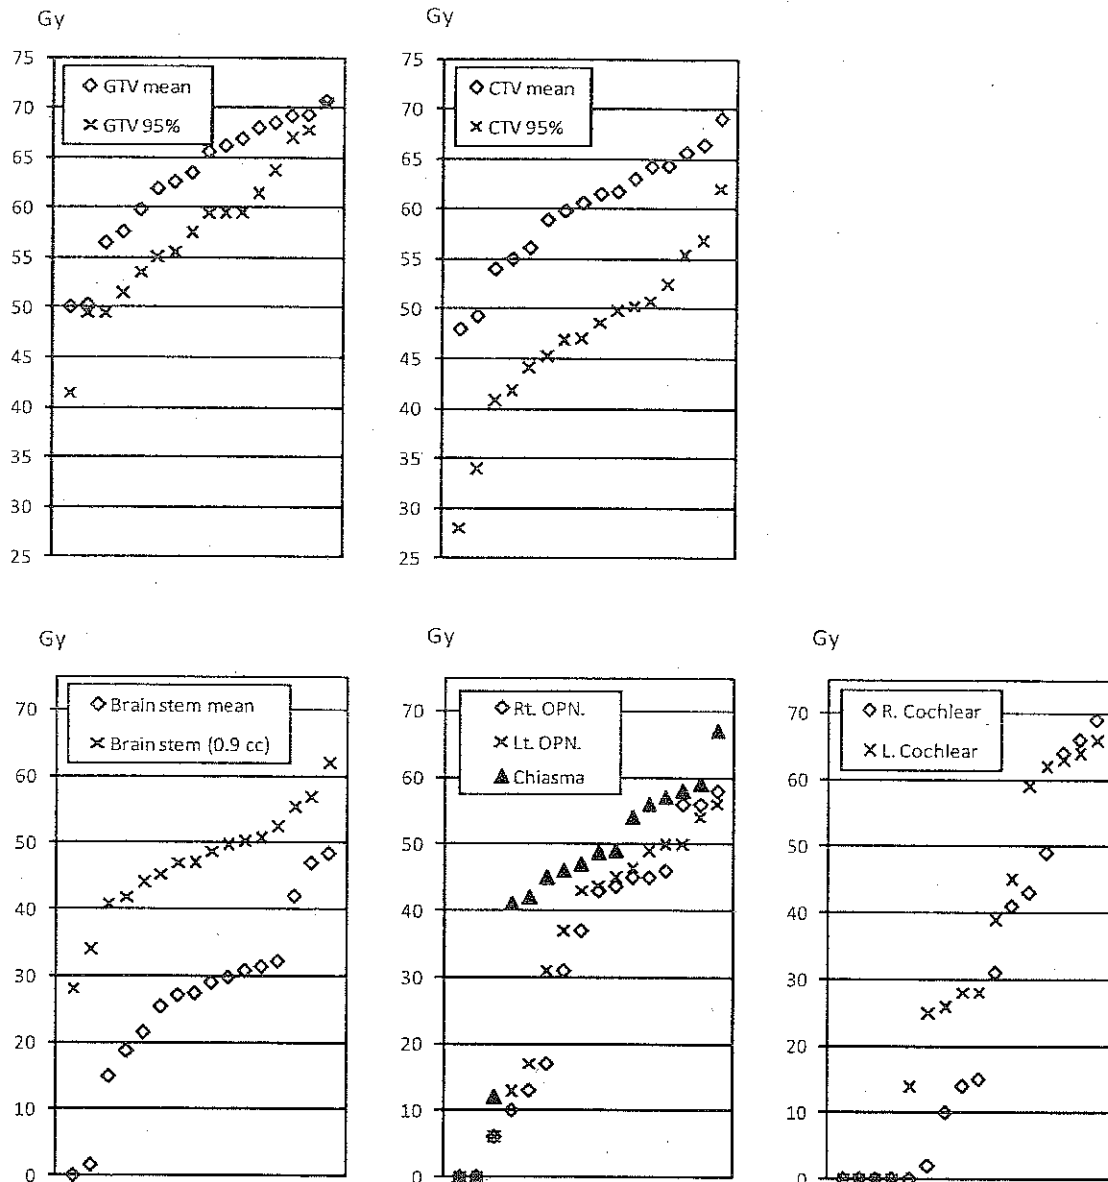 Gy
75
70
65
60
55
50
45
40
35
30
25
GTV mean
GTV 95%
Gy
75
70
65
60
55
50
45
40
35
30
25
CTV mean
CTV 95%
Gy
70
60
50
40
30
20
10
0
Brain stem mean
Brain stem (0.9 cc)
Gy
70
60
50
40
30
20
10
0
Rt. OPN.
Lt. OPN.
Chiasma
Gy
70
60
50
40
30
20
10
0
R. Cochlear
L. Cochlear